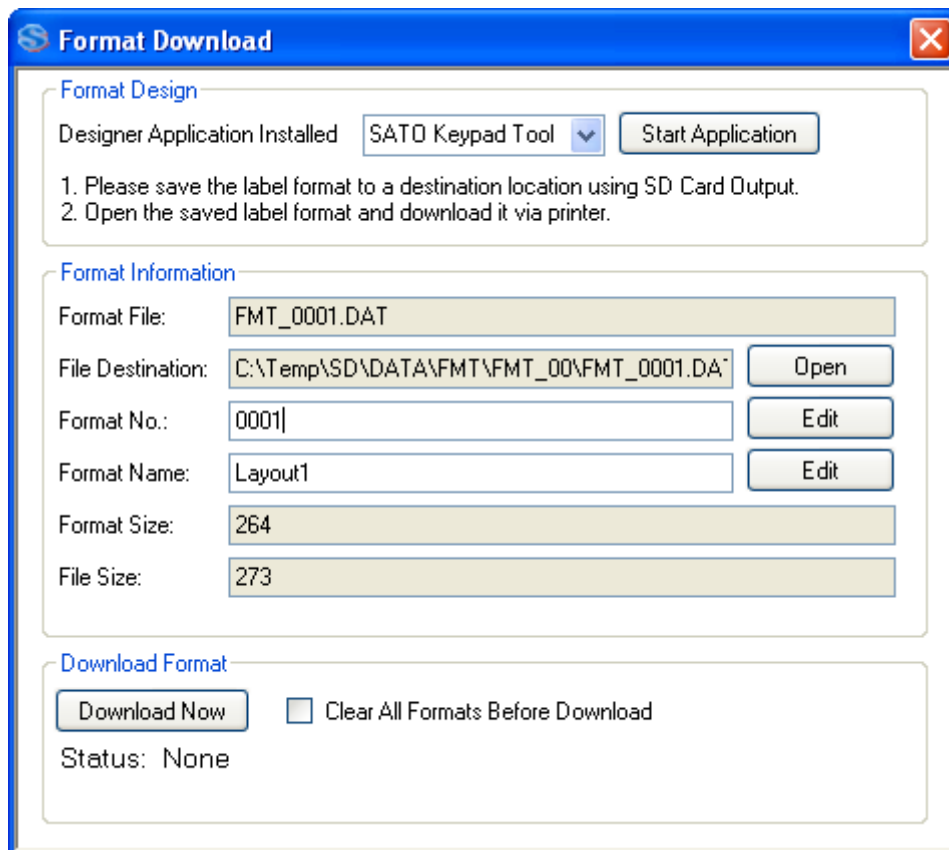 Format Download
Format Design
Designer Application Installed SATO Keypad Tool Start Application
1. Please save the label format to a destination location using SD Card Output.
2. Open the saved label format and download it via printer.
Format Information
Format File: FMT_0001.DAT
File Destination: C:\Temp\SD\DATA\FMT\FMT_00\FMT_0001.DAT Open
Format No.: 0001 Edit
Format Name: Layout1 Edit
Format Size: 264
File Size: 273
Download Format
Download Now Clear All Formats Before Download
Status: None